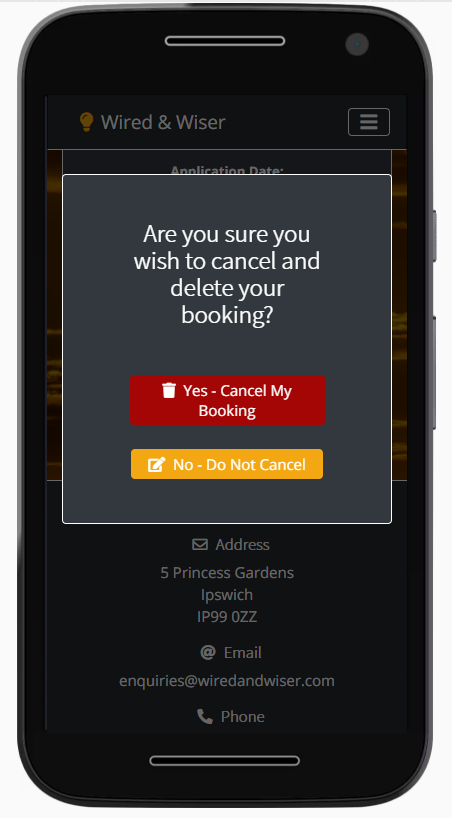 Wired & Wiser
Application Date:
Are you sure you
wish to cancel and
delete your
booking?
Yes - Cancel My
Booking
No - Do Not Cancel
Address
5 Princess Gardens
Ipswich
IP99 0ZZ
Email
enquiries@wiredandwiser.com
Phone